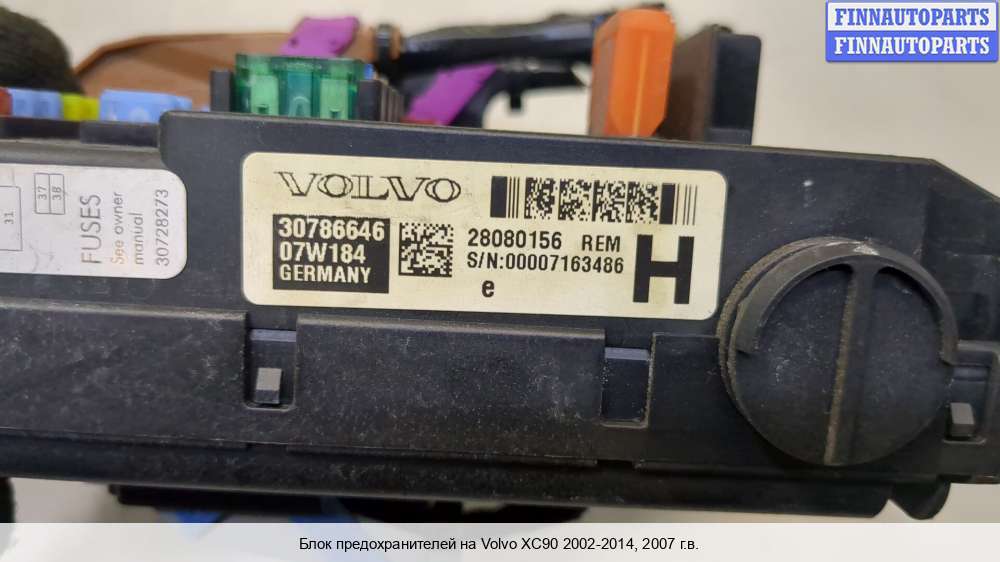 FINNAUTOPARTS
FINNAUTOPARTS
VOLVO
30786646
07W184
GERMANY
28080156 REM
S/N:00007163486
e
H
31
37
38
FUSES
See owner
manual
30728273
Блок предохранителей на Volvo XC90 2002-2014, 2007 г.в.